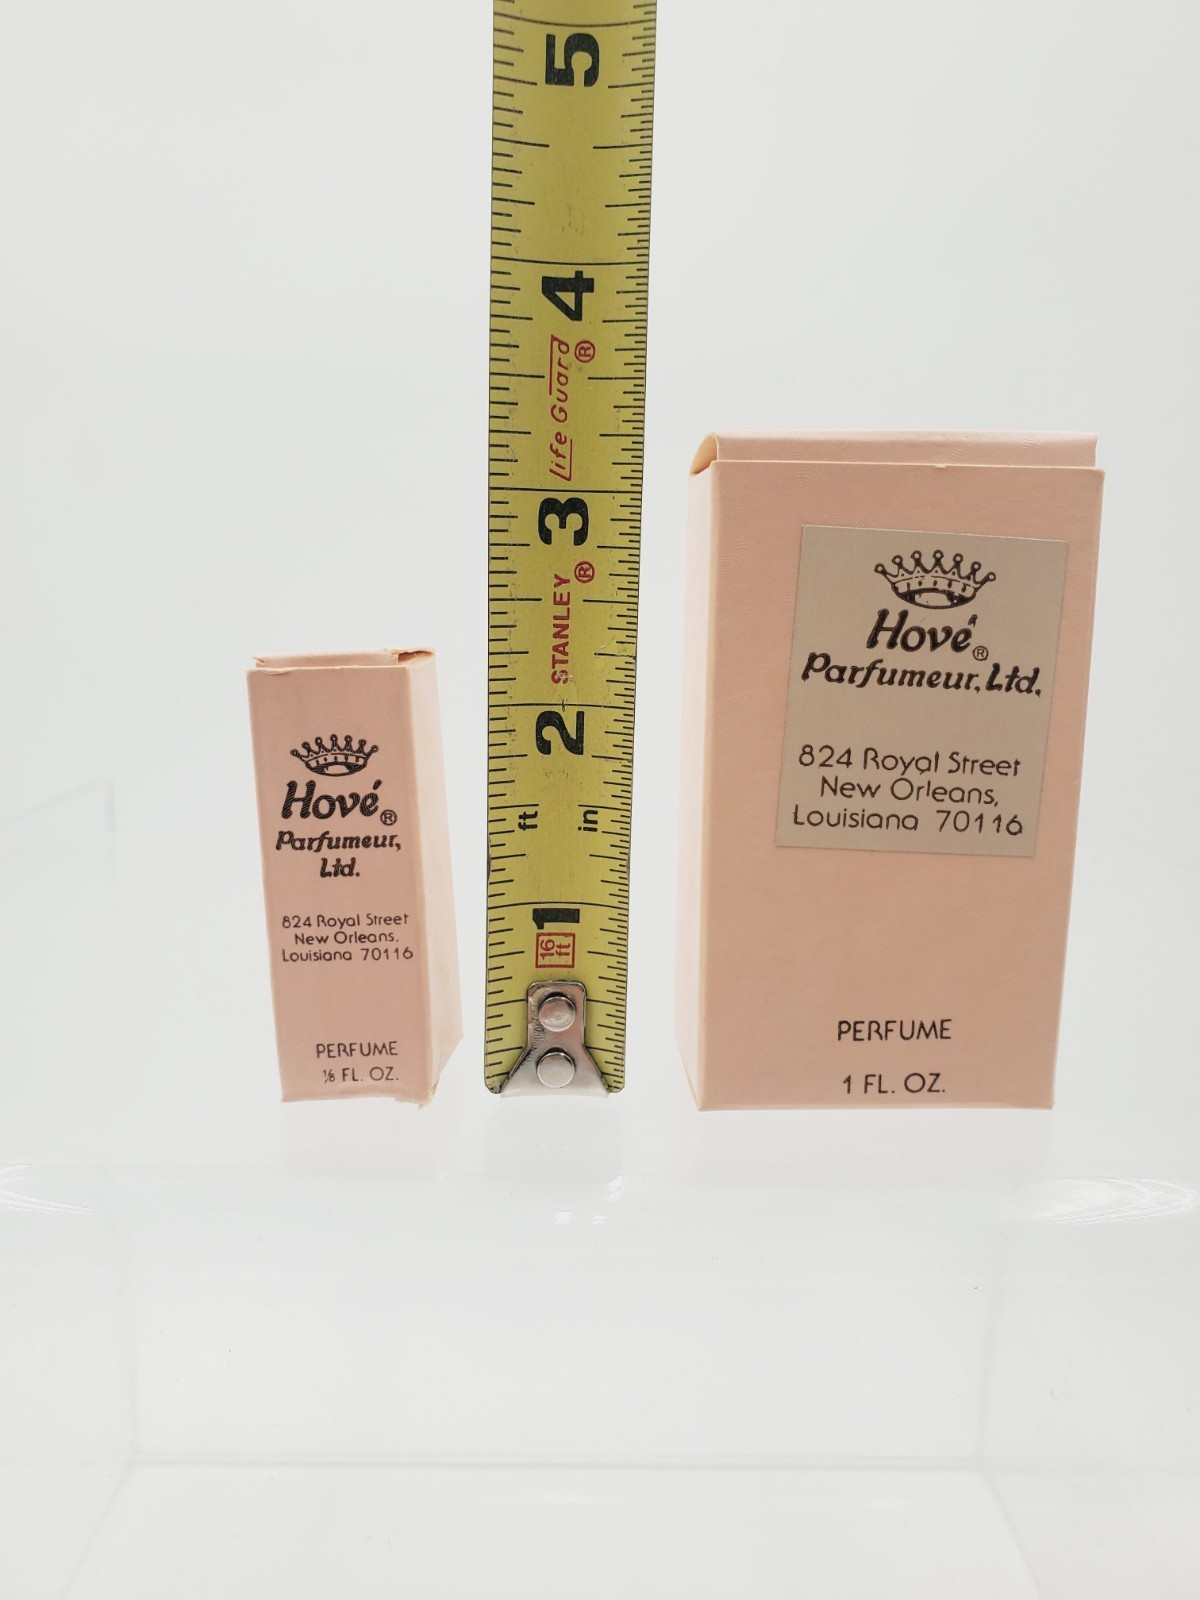 Hové®
Parfumeur,
Ltd.
824 Royal Street
New Orleans,
Louisiana 70116
PERFUME
⅛ FL. OZ.
5
4
Life Guard®
3
STANLEY®
2
ft in
1
16 ft
Hové®
Parfumeur, Ltd.
824 Royal Street
New Orleans,
Louisiana 70116
PERFUME
1 FL. OZ.